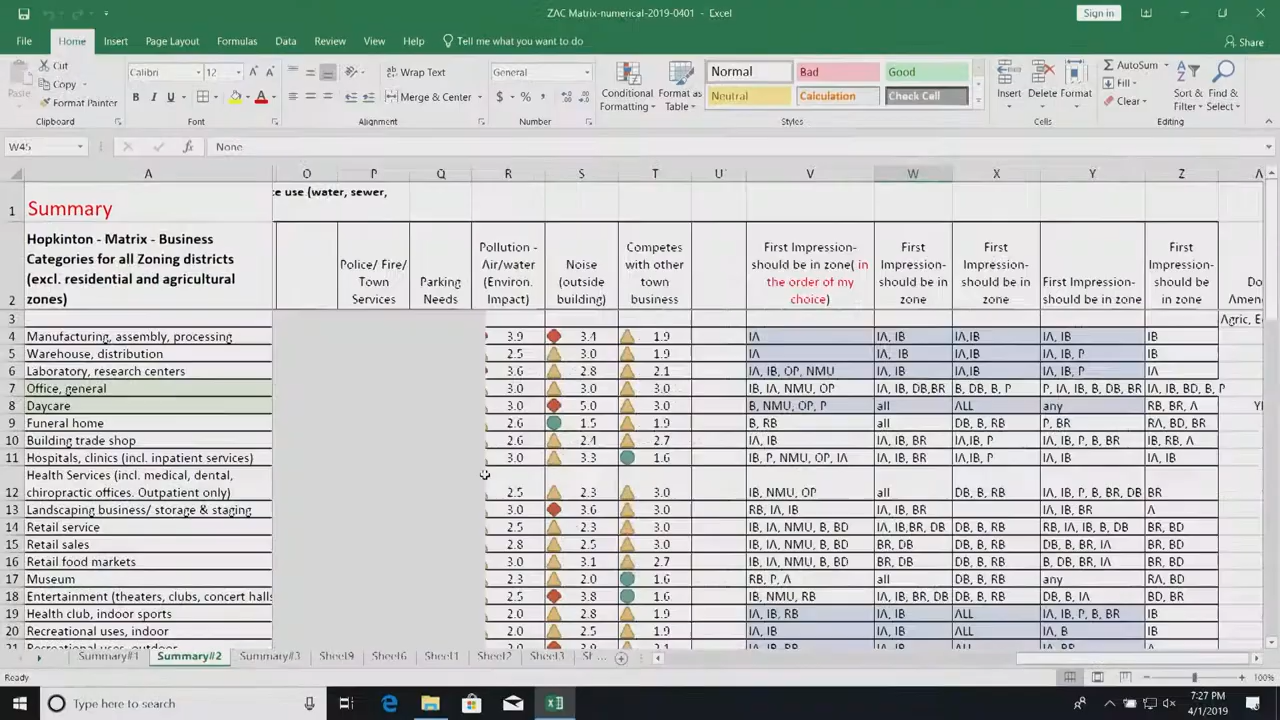 ZAC Matrix-numerical-2019-0401 - Excel
Sign in
File Home Insert Page Layout Formulas Data Review View Help Tell me what you want to do
Share
Cut
Copy
Format Painter
Paste
Clipboard
Calibri 12
B I U
Font
Wrap Text
Merge & Center
Alignment
General
$ % ,
Number
Conditional Formatting
Format as Table
Normal Bad Good
Neutral Calculation Check Cell
Styles
Insert Delete Format
Cells
AutoSum
Fill
Clear
Sort & Filter
Find & Select
Editing
W45 fx None
A O P Q R S T U V W X Y Z
1 Summary
e use (water, sewer,
2 Hopkinton - Matrix - Business Categories for all Zoning districts (excl. residential and agricultural zones)
Police/ Fire/ Town Services
Parking Needs
Pollution - Air/water (Environ. Impact)
Noise (outside building)
Competes with other town business
First Impression- should be in zone( in the order of my choice)
First Impression- should be in zone
First Impression- should be in zone
First Impression- should be in zone
First Impression- should be in zone
Do
Amen
3 Agric, E
4 Manufacturing, assembly, processing 3.9 3.4 1.9 IA IA, IB IA,IB IA, IB IB
5 Warehouse, distribution 2.5 3.0 1.9 IA IA, IB IA,IB IA, IB, P IB
6 Laboratory, research centers 3.6 2.8 2.1 IA, IB, OP, NMU IA, IB IA,IB IA, IB, P IA
7 Office, general 3.0 3.0 3.0 IB, IA, NMU, OP IA, IB, DB,BR B, DB, B, P P, IA, IB, B, DB, BR IA, IB, BD, B, P
8 Daycare 3.0 5.0 3.0 B, NMU, OP, P all ALL any RB, BR, A
9 Funeral home 2.6 1.5 1.9 B, RB all DB, B, RB P, BR RA, BD, BR
10 Building trade shop 2.6 2.4 2.7 IA, IB IA, IB, BR IA,IB, P IA, IB, P, B, BR IB, RB, A
11 Hospitals, clinics (incl. inpatient services) 3.0 3.3 1.6 IB, P, NMU, OP, IA IA, IB, BR IA,IB, P IA, IB, P, B, BR IA, IB
12 Health Services (incl. medical, dental, chiropractic offices. Outpatient only) 2.5 2.3 3.0 IB, NMU, OP all DB, B, RB IA, IB, P, B, BR, DB BR
13 Landscaping business/ storage & staging 3.0 3.6 3.0 RB, IA, IB IA, IB, BR IA, IB, BR A
14 Retail service 2.5 2.3 3.0 IB, IA, NMU, B, BD IA, IB,BR, DB DB, B, RB RB, IA, IB, B, DB BR, BD
15 Retail sales 2.8 2.5 3.0 IB, IA, NMU, B, BD BR, DB DB, B, RB DB, B, BR, IA BR, BD
16 Retail food markets 3.0 3.1 2.7 IB, IA, NMU, B, BD BR, DB DB, B, RB B, DB, BR, IA BR, BD
17 Museum 2.3 2.0 1.6 RB, P, A all DB, B, RB any RA, BD
18 Entertainment (theaters, clubs, concert halls 2.5 3.8 1.6 IB, NMU, RB IA, IB, BR, DB DB, B, RB DB, B, IA BD, BR
19 Health club, indoor sports 2.0 2.8 1.9 IA, IB, RB IA, IB ALL IA, IB, P, B, BR IB
20 Recreational uses, indoor 2.0 2.5 1.9 IA, IB IA, IB ALL IA, B IB
Summary#1 Summary#2 Summary#3 Sheet9 Sheet6 Sheet1 Sheet2 Sheet3 Sh ...
Ready
100%
Type here to search
7:27 PM
4/1/2019